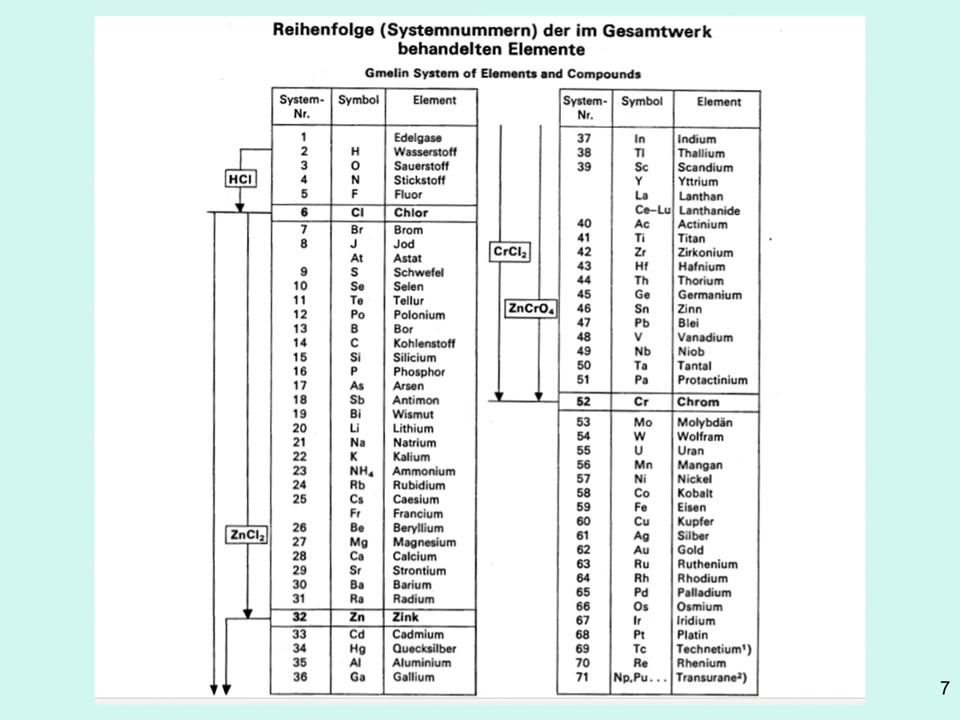 Reihenfolge (Systemnummern) der im Gesamtwerk
behandelten Elemente
Gmelin System of Elements and Compounds
System-Nr. Symbol Element
1 Edelgase
2 H Wasserstoff
3 O Sauerstoff
4 N Stickstoff
5 F Fluor
6 Cl Chlor
7 Br Brom
8 J Jod
At Astat
9 S Schwefel
10 Se Selen
11 Te Tellur
12 Po Polonium
13 B Bor
14 C Kohlenstoff
15 Si Silicium
16 P Phosphor
17 As Arsen
18 Sb Antimon
19 Bi Wismut
20 Li Lithium
21 Na Natrium
22 K Kalium
23 NH₄ Ammonium
24 Rb Rubidium
25 Cs Caesium
Fr Francium
26 Be Beryllium
27 Mg Magnesium
28 Ca Calcium
29 Sr Strontium
30 Ba Barium
31 Ra Radium
32 Zn Zink
33 Cd Cadmium
34 Hg Quecksilber
35 Al Aluminium
36 Ga Gallium
HCl
ZnCl₂
System-Nr. Symbol Element
37 In Indium
38 Tl Thallium
39 Sc Scandium
Y Yttrium
La Lanthan
Ce–Lu Lanthanide
40 Ac Actinium
41 Ti Titan
42 Zr Zirkonium
43 Hf Hafnium
44 Th Thorium
45 Ge Germanium
46 Sn Zinn
47 Pb Blei
48 V Vanadium
49 Nb Niob
50 Ta Tantal
51 Pa Protactinium
52 Cr Chrom
53 Mo Molybdän
54 W Wolfram
55 U Uran
56 Mn Mangan
57 Ni Nickel
58 Co Kobalt
59 Fe Eisen
60 Cu Kupfer
61 Ag Silber
62 Au Gold
63 Ru Ruthenium
64 Rh Rhodium
65 Pd Palladium
66 Os Osmium
67 Ir Iridium
68 Pt Platin
69 Tc Technetium¹)
70 Re Rhenium
71 Np,Pu... Transurane²)
CrCl₂
ZnCrO₄
7